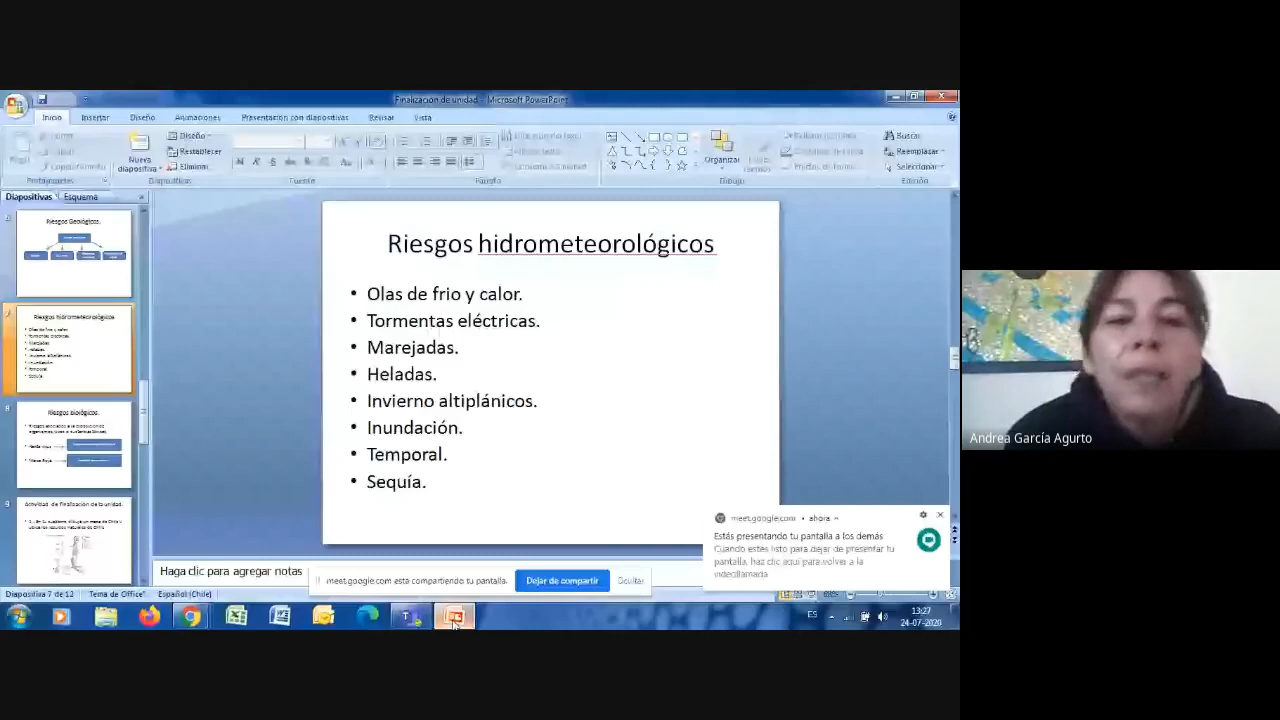 Finalización de unidad - Microsoft PowerPoint
Inicio
Insertar
Diseño
Animaciones
Presentación con diapositivas
Revisar
Vista
Nueva diapositiva
Diseño
Restablecer
Eliminar
Diapositivas
Fuente
Párrafo
Organizar
Dibujo
Buscar
Reemplazar
Seleccionar
Edición
Diapositivas
Esquema
Riesgos Geológicos.
Riesgos hidrometeorológicos
8
Riesgos biológicos.
9
Actividad de finalización de la unidad.
Riesgos hidrometeorológicos
• Olas de frio y calor.
• Tormentas eléctricas.
• Marejadas.
• Heladas.
• Invierno altiplánicos.
• Inundación.
• Temporal.
• Sequía.
Haga clic para agregar notas
meet.google.com • ahora
Estás presentando tu pantalla a los demás
Cuando estés listo para dejar de presentar tu
pantalla, haz clic aquí para volver a la
videollamada
meet.google.com está compartiendo tu pantalla.
Dejar de compartir
Ocultar
Diapositiva 7 de 12
Tema de Office"
Español (Chile)
ES
13:27
24-07-2020
Andrea García Agurto